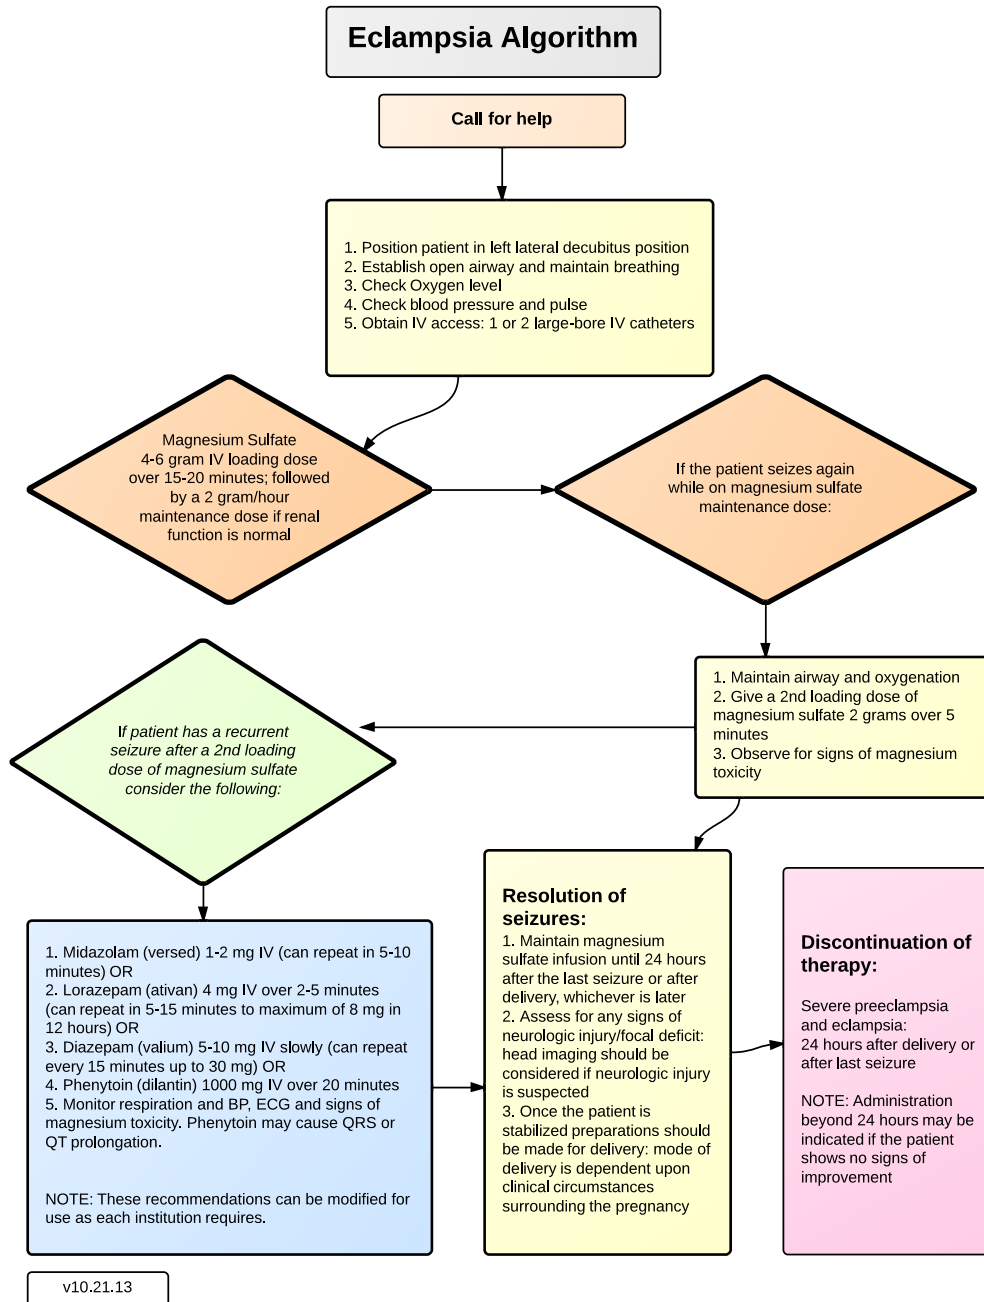 Eclampsia Algorithm
Call for help
1. Position patient in left lateral decubitus position
2. Establish open airway and maintain breathing
3. Check Oxygen level
4. Check blood pressure and pulse
5. Obtain IV access: 1 or 2 large-bore IV catheters
Magnesium Sulfate
4-6 gram IV loading dose
over 15-20 minutes; followed
by a 2 gram/hour
maintenance dose if renal
function is normal
If the patient seizes again
while on magnesium sulfate
maintenance dose:
1. Maintain airway and oxygenation
2. Give a 2nd loading dose of
magnesium sulfate 2 grams over 5
minutes
3. Observe for signs of magnesium
toxicity
If patient has a recurrent
seizure after a 2nd loading
dose of magnesium sulfate
consider the following:
1. Midazolam (versed) 1-2 mg IV (can repeat in 5-10
minutes) OR
2. Lorazepam (ativan) 4 mg IV over 2-5 minutes
(can repeat in 5-15 minutes to maximum of 8 mg in
12 hours) OR
3. Diazepam (valium) 5-10 mg IV slowly (can repeat
every 15 minutes up to 30 mg) OR
4. Phenytoin (dilantin) 1000 mg IV over 20 minutes
5. Monitor respiration and BP, ECG and signs of
magnesium toxicity. Phenytoin may cause QRS or
QT prolongation.
NOTE: These recommendations can be modified for
use as each institution requires.
Resolution of
seizures:
1. Maintain magnesium
sulfate infusion until 24 hours
after the last seizure or after
delivery, whichever is later
2. Assess for any signs of
neurologic injury/focal deficit:
head imaging should be
considered if neurologic injury
is suspected
3. Once the patient is
stabilized preparations should
be made for delivery: mode of
delivery is dependent upon
clinical circumstances
surrounding the pregnancy
Discontinuation of
therapy:
Severe preeclampsia
and eclampsia:
24 hours after delivery or
after last seizure
NOTE: Administration
beyond 24 hours may be
indicated if the patient
shows no signs of
improvement
v10.21.13